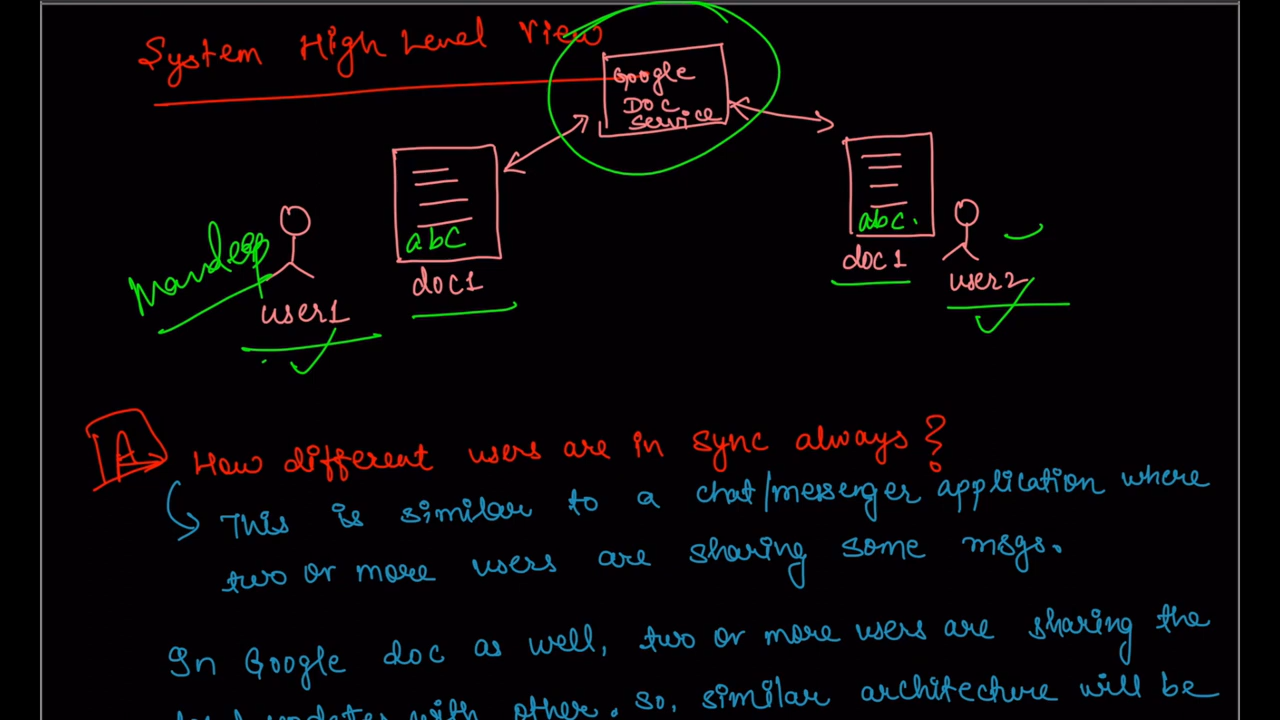 System High Level View
Google
DOC
Service
abc
doc1
abc.
doc1
Mandeep
user1
user2
A
How different users are in sync always?
This is similar to a chat/messenger application where
two or more users are sharing some msgs.
In Google doc as well, two or more users are sharing the
updates with other. so, similar architecture will be